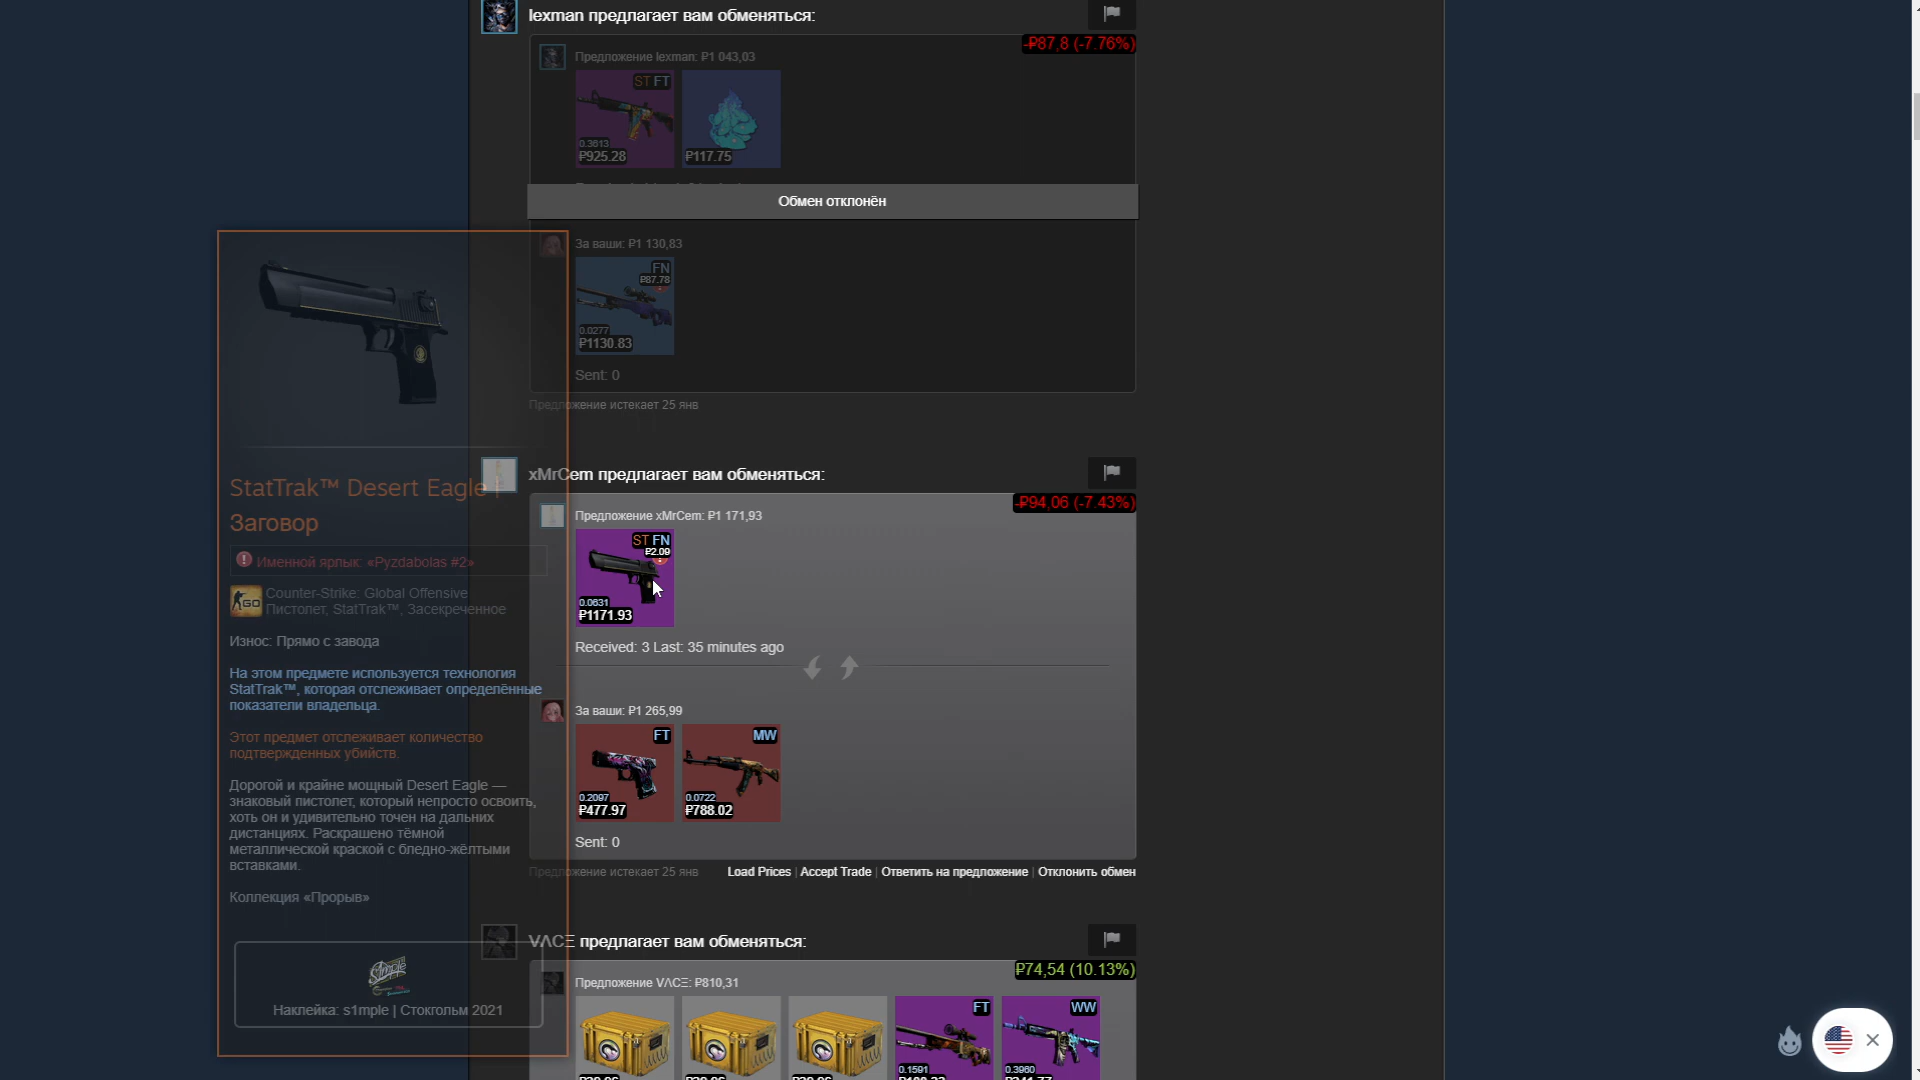 lexman предлагает вам обменяться:
-₽87,8 (-7.76%)
Предложение lexman: ₽1 043,03
ST FT
0.3613
₽925.28
₽117.75
Обмен отклонён
За ваши: ₽1 130,83
FN
₽87.78
0.0277
₽1130.83
Sent: 0
Предложение истекает 25 янв
StatTrak™ Desert Eagle |
Заговор
Именной ярлык: «Pyzdabolas #2»
GO
Counter-Strike: Global Offensive
Пистолет, StatTrak™, Засекреченное
Износ: Прямо с завода
На этом предмете используется технология
StatTrak™, которая отслеживает определённые
показатели владельца.
Этот предмет отслеживает количество
подтвержденных убийств.
Дорогой и крайне мощный Desert Eagle —
знаковый пистолет, который непросто освоить,
хоть он и удивительно точен на дальних
дистанциях. Раскрашено тёмной
металлической краской с бледно-жёлтыми
вставками.
Коллекция «Прорыв»
s1mple
Наклейка: s1mple | Стокгольм 2021
xMrCem предлагает вам обменяться:
-₽94,06 (-7.43%)
Предложение xMrCem: ₽1 171,93
ST FN
₽2.09
0.0631
₽1171.93
Received: 3 Last: 35 minutes ago
За ваши: ₽1 265,99
FT
0.2097
₽477.97
MW
0.0722
₽788.02
Sent: 0
Предложение истекает 25 янв
Load Prices | Accept Trade | Ответить на предложение | Отклонить обмен
VΛCΞ предлагает вам обменяться:
₽74,54 (10.13%)
Предложение VΛCΞ: ₽810,31
FT
0.1591
WW
0.3960